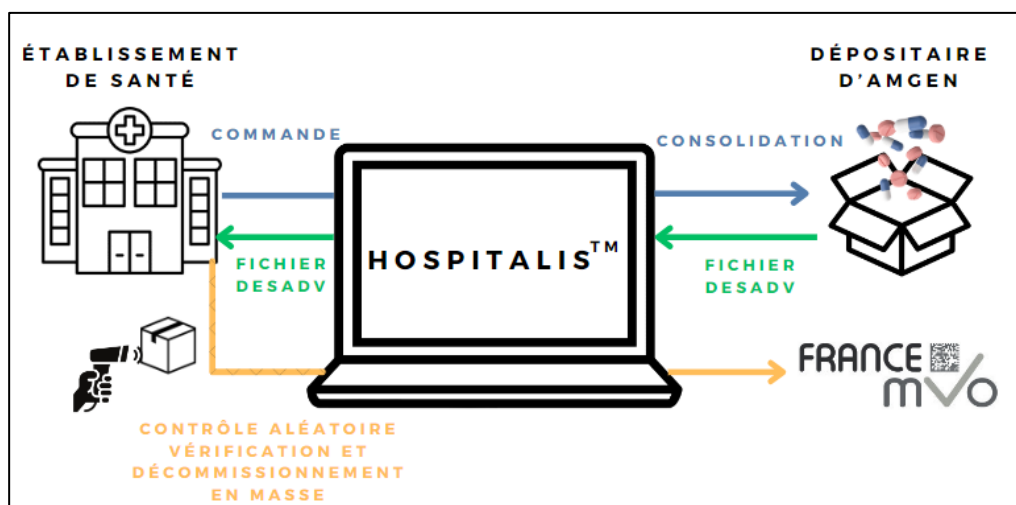 ÉTABLISSEMENT
DE SANTÉ
DÉPOSITAIRE
D'AMGEN
COMMANDE
CONSOLIDATION
HOSPITALIS™
FICHIER
DESADV
FICHIER
DESADV
FRANCE
mvo
CONTRÔLE ALÉATOIRE
VÉRIFICATION ET
DÉCOMMISSIONNEMENT
EN MASSE